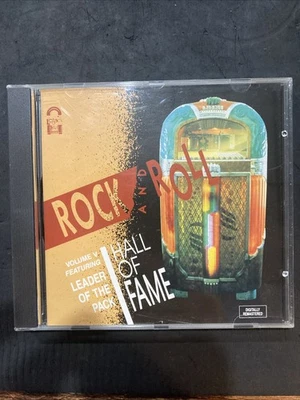 ROCK AND ROLL
HALL
OF
FAME
VOLUME V
FEATURING
LEADER
OF THE
PACK
DIGITALLY
REMASTERED